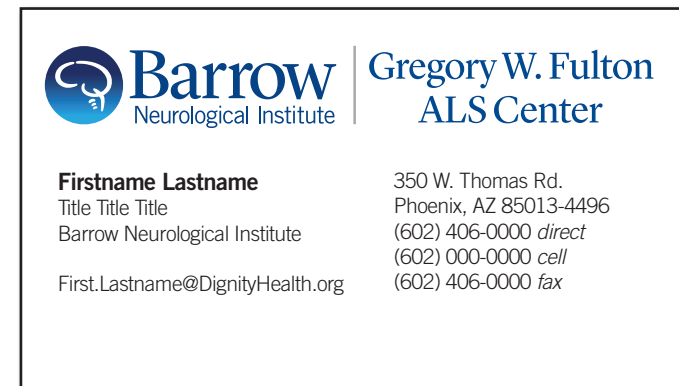 Barrow
Neurological Institute
Gregory W. Fulton
ALS Center
Firstname Lastname
Title Title Title
Barrow Neurological Institute
First.Lastname@DignityHealth.org
350 W. Thomas Rd.
Phoenix, AZ 85013-4496
(602) 406-0000 direct
(602) 000-0000 cell
(602) 406-0000 fax